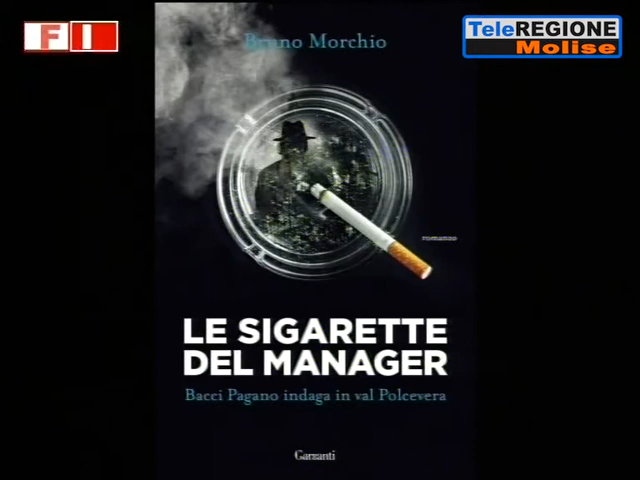 FI
TeleREGIONE
Molise
Bruno Morchio
romanzo
LE SIGARETTE
DEL MANAGER
Bacci Pagano indaga in val Polcevera
Garzanti